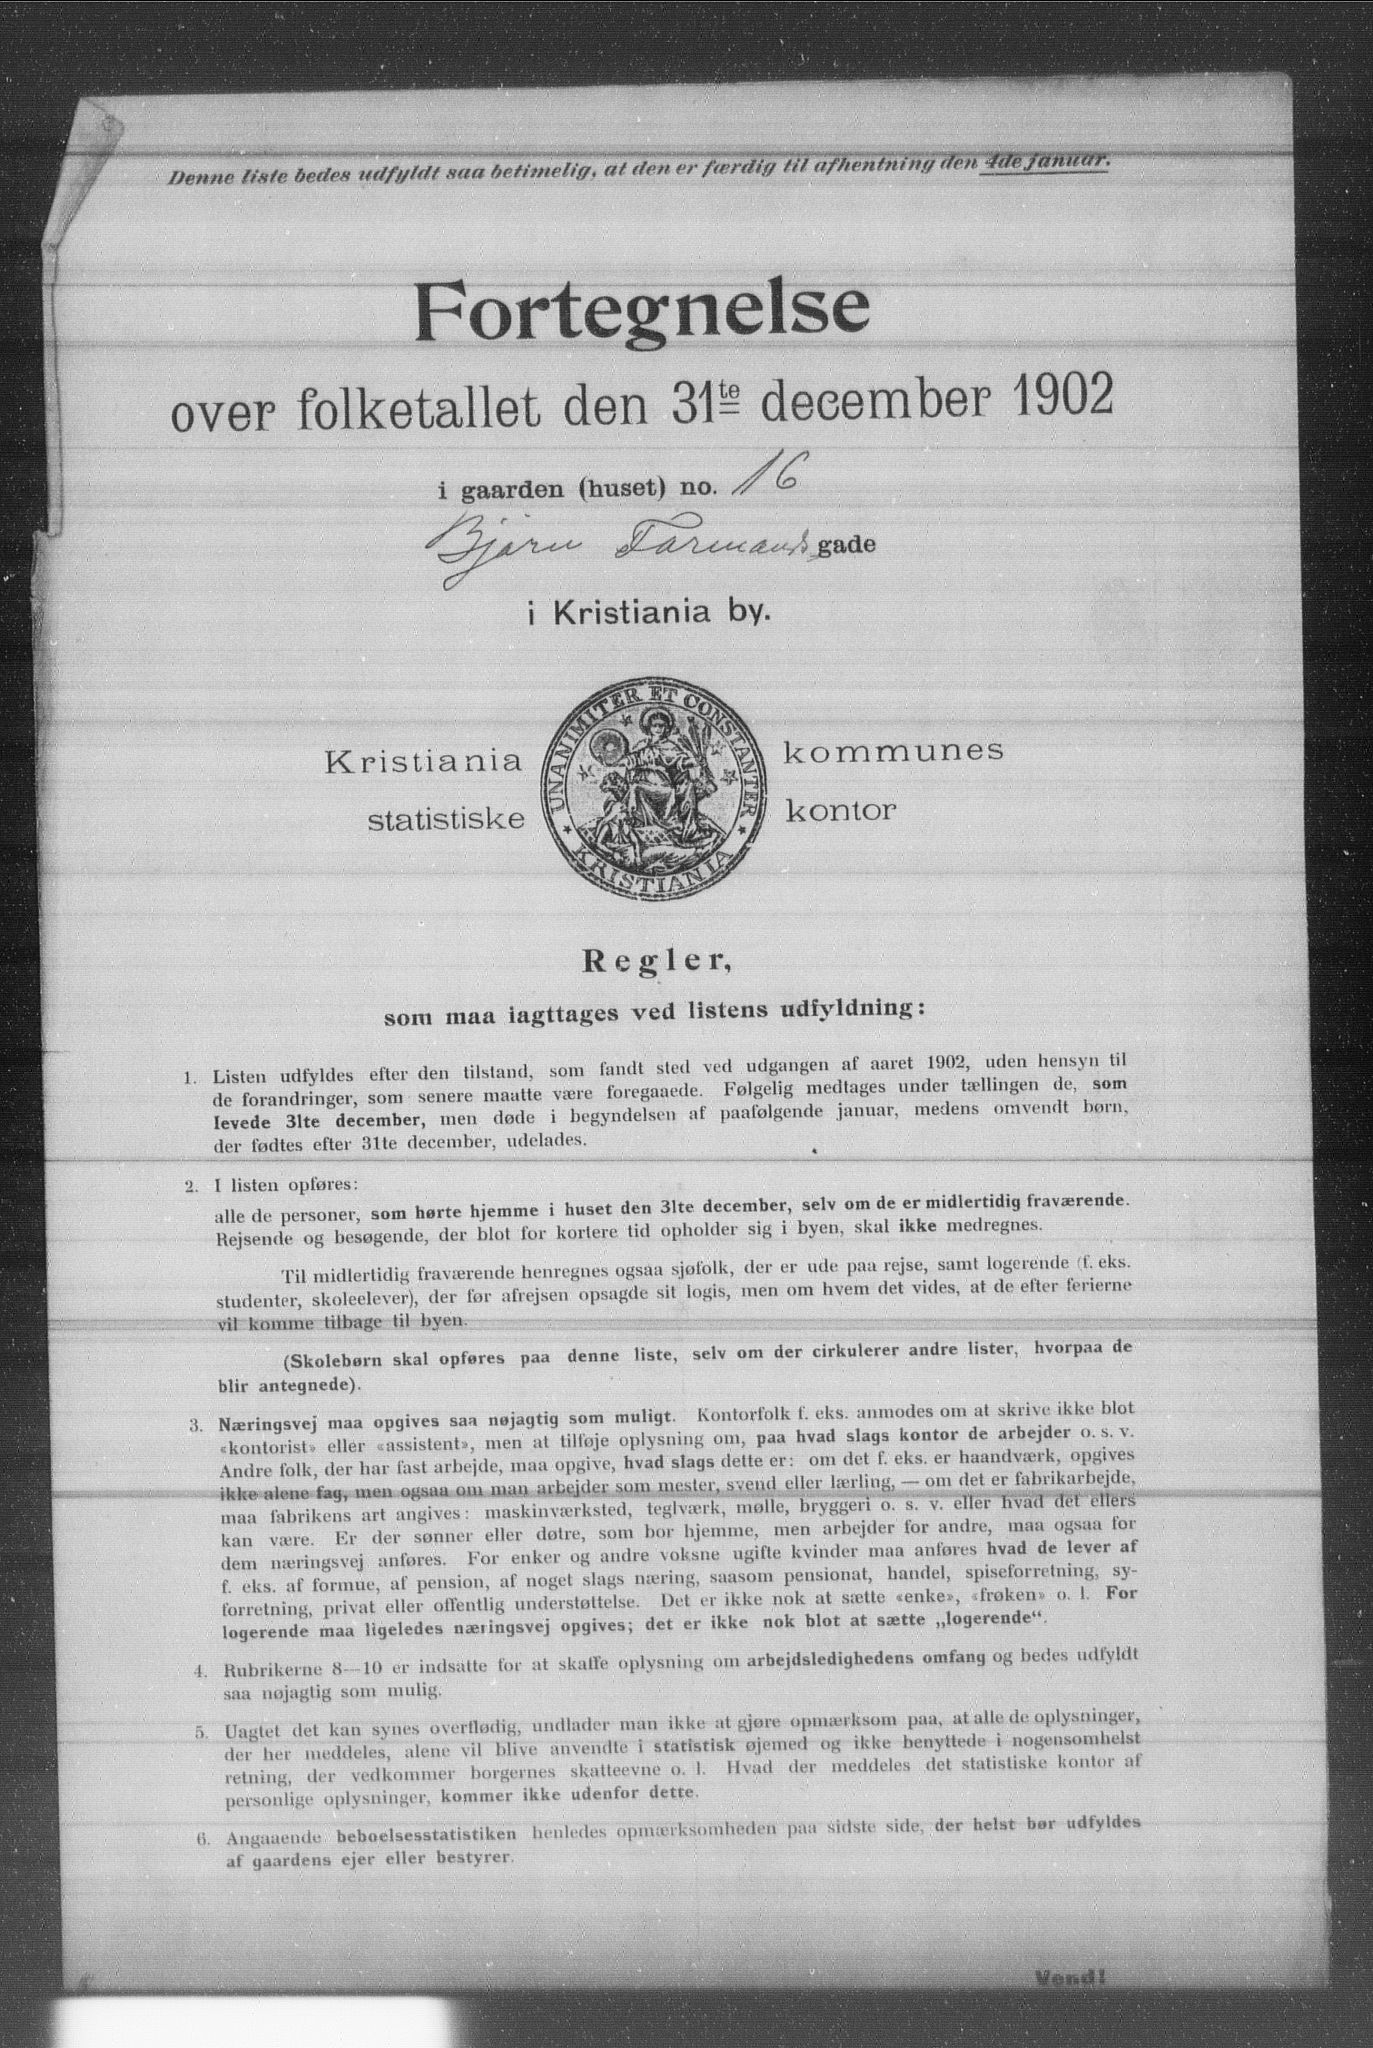 Denne liste bedes udfyldt saa betimelig, at den er færdig til afhentning den 4de januar.
Fortegnelse
over folketallet den 31te december 1902
i gaarden (huset) no. 16
Bjørn Farmands gade
i Kristiania by.
Kristiania kommunes
statistiske kontor
UNANIMITER ET CONSTANTER
KRISTIANIA
Regler,
som maa iagttages ved listens udfyldning:
1. Listen udfyldes efter den tilstand, som fandt sted ved udgangen af aaret 1902, uden hensyn til
de forandringer, som senere maatte være foregaaede. Følgelig medtages under tællingen de, som
levede 31te december, men døde i begyndelsen af paafølgende januar, medens omvendt børn,
der fødtes efter 31te december, udelades.
2. I listen opføres:
alle de personer, som hørte hjemme i huset den 31te december, selv om de er midlertidig fraværende.
Rejsende og besøgende, der blot for kortere tid opholder sig i byen, skal ikke medregnes.
Til midlertidig fraværende henregnes ogsaa sjøfolk, der er ude paa rejse, samt logerende (f. eks.
studenter, skoleelever), der før afrejsen opsagde sit logis, men om hvem det vides, at de efter ferierne
vil komme tilbage til byen.
(Skolebørn skal opføres paa denne liste, selv om der cirkulerer andre lister, hvorpaa de
blir antegnede).
3. Næringsvej maa opgives saa nøjagtig som muligt. Kontorfolk f. eks. anmodes om at skrive ikke blot
«kontorist» eller «assistent», men at tilføje oplysning om, paa hvad slags kontor de arbejder o. s. v.
Andre folk, der har fast arbejde, maa opgive, hvad slags dette er: om det f. eks. er haandværk, opgives
ikke alene fag, men ogsaa om man arbejder som mester, svend eller lærling, — om det er fabrikarbejde,
maa fabrikens art angives: maskinværksted, teglværk, mølle, bryggeri o. s. v. eller hvad det ellers
kan være. Er der sønner eller døtre, som bor hjemme, men arbejder for andre, maa ogsaa for
dem næringsvej anføres. For enker og andre voksne ugifte kvinder maa anføres hvad de lever af
f. eks. af formue, af pension, af noget slags næring, saasom pensionat, handel, spiseforretning, sy-
forretning, privat eller offentlig understøttelse. Det er ikke nok at sætte «enke», «frøken» o. l. For
logerende maa ligeledes næringsvej opgives; det er ikke nok blot at sætte „logerende“.
4. Rubrikerne 8—10 er indsatte for at skaffe oplysning om arbejdsledighedens omfang og bedes udfyldt
saa nøjagtig som mulig.
5. Uagtet det kan synes overflødig, undlader man ikke at gjøre opmærksom paa, at alle de oplysninger,
der her meddeles, alene vil blive anvendte i statistisk øjemed og ikke benyttede i nogensomhelst
retning, der vedkommer borgernes skatteevne o. l. Hvad der meddeles det statistiske kontor af
personlige oplysninger, kommer ikke udenfor dette.
6. Angaaende beboelsesstatistiken henledes opmærksomheden paa sidste side, der helst bør udfyldes
af gaardens ejer eller bestyrer.
Vend!